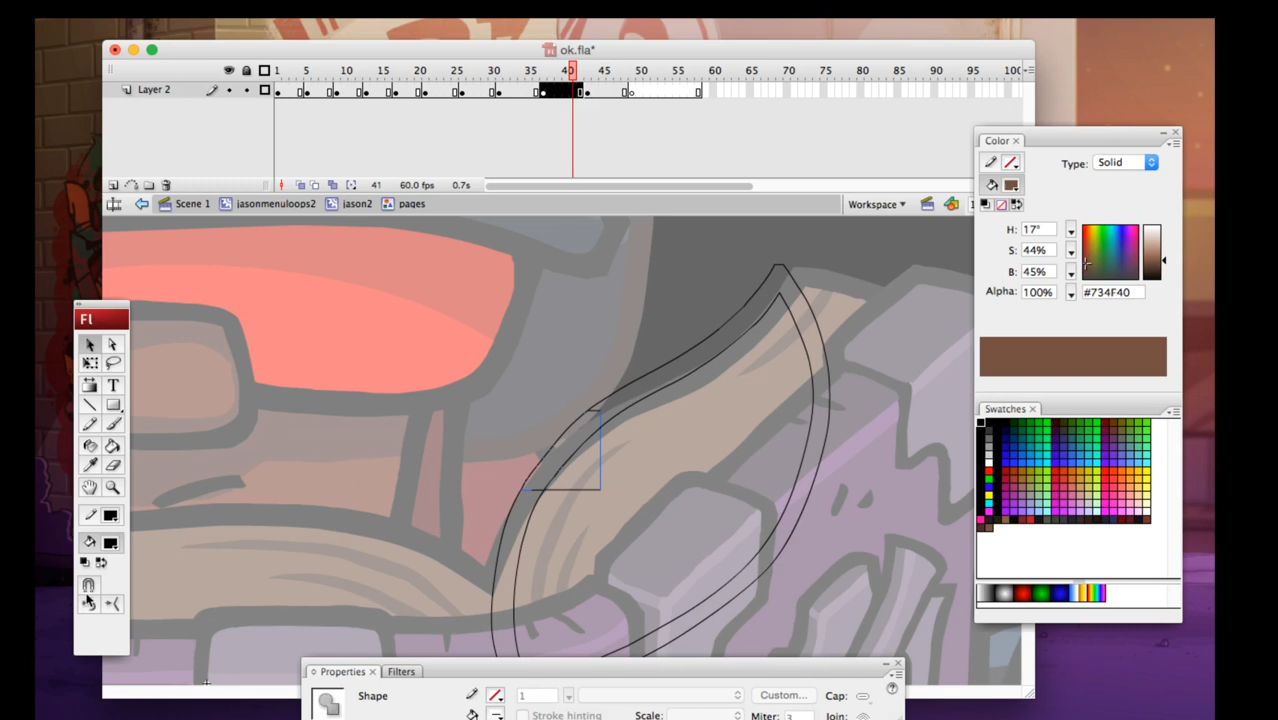 ok.fla*
1 5 10 15 20 25 30 35 40 45 50 55 60 65 70 75 80 85 90 95 100
Layer 2
41 60.0 fps 0.7s
Scene 1 jasonmenuloops2 jason2 pages Workspace
Color
Type: Solid
H: 17°
S: 44%
B: 45%
Alpha: 100% #734F40
Fl
T
Swatches
Properties Filters
Shape 1 Custom... Cap:
Stroke hinting Scale: Miter: 3 Join: